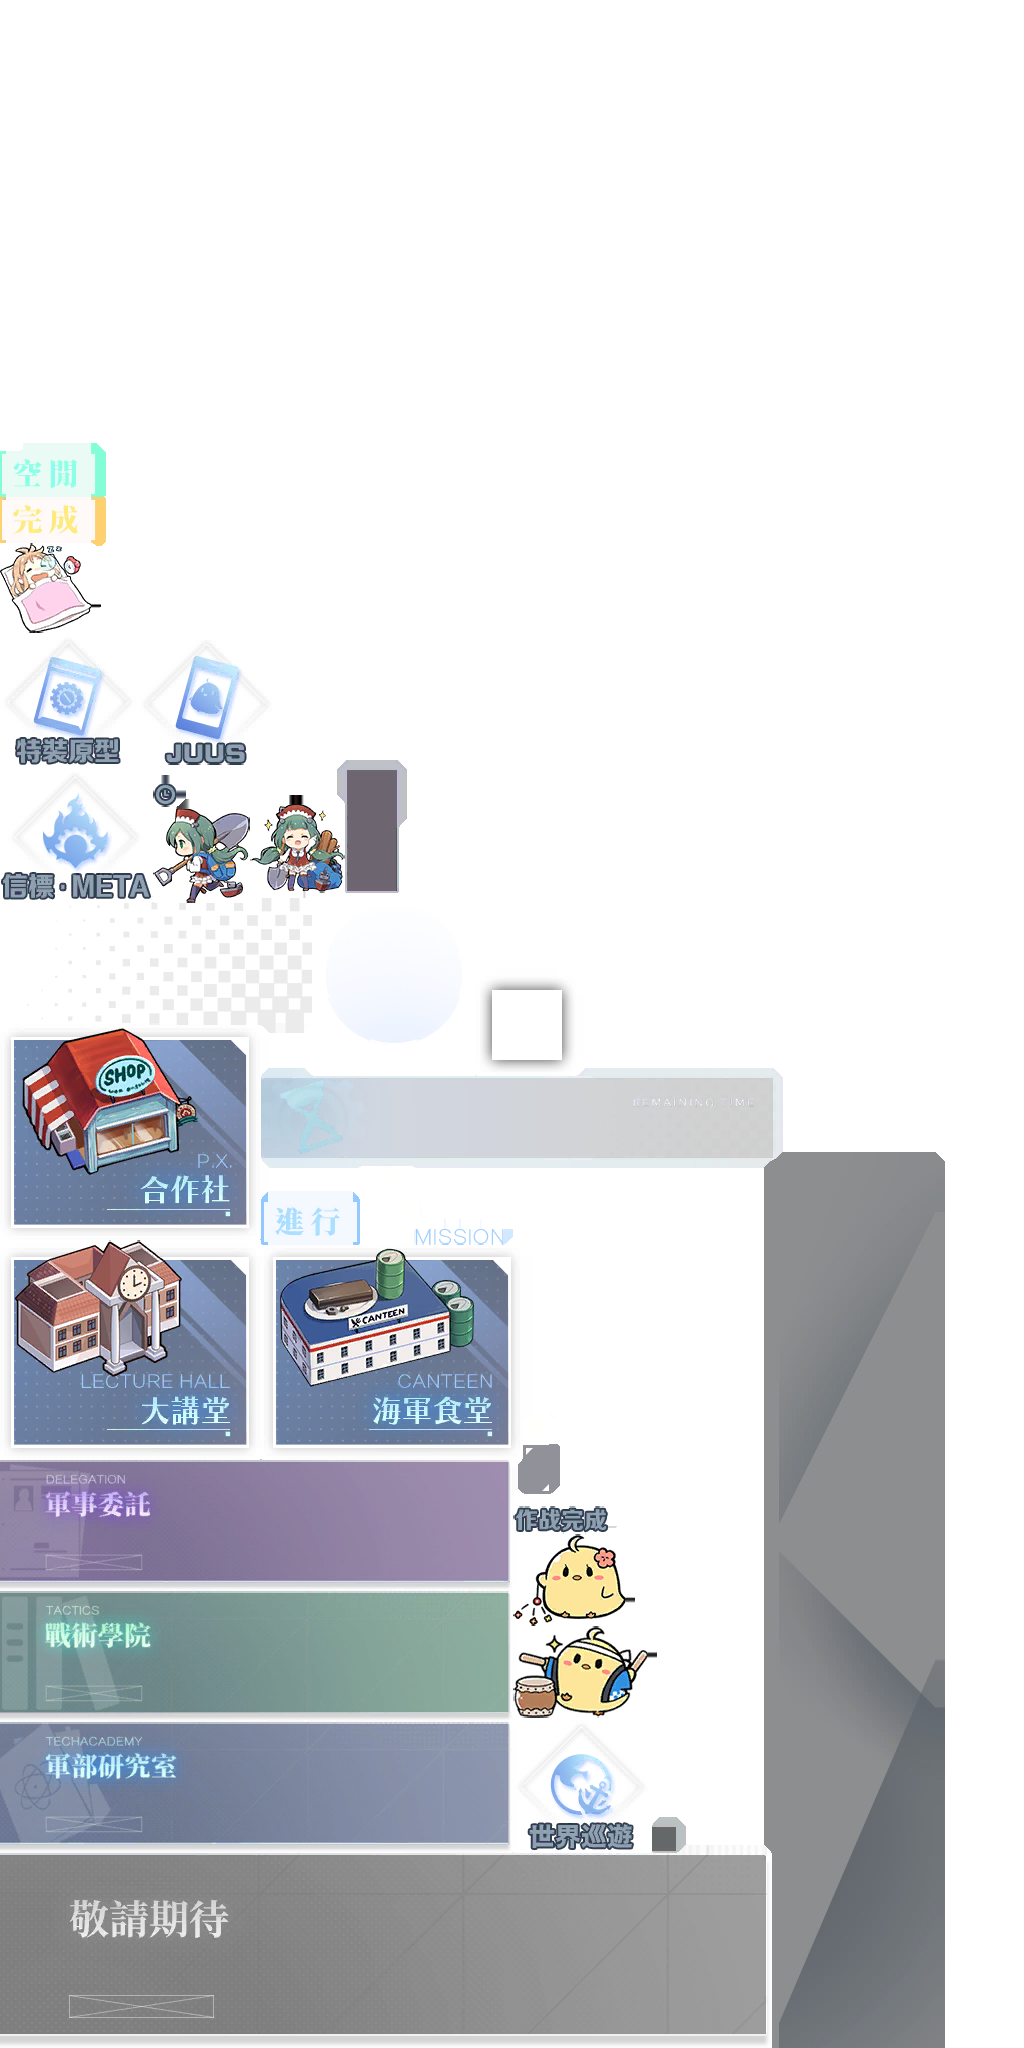 空閒
完成
zzz
特裝原型
JUUS
信標·META
SHOP
P.X.
合作社
REMAINING TIME
進行
MISSION
LECTURE HALL
大講堂
CANTEEN
CANTEEN
海軍食堂
DELEGATION
軍事委託
作战完成
TACTICS
戰術學院
TECHACADEMY
軍部研究室
世界巡遊
敬請期待